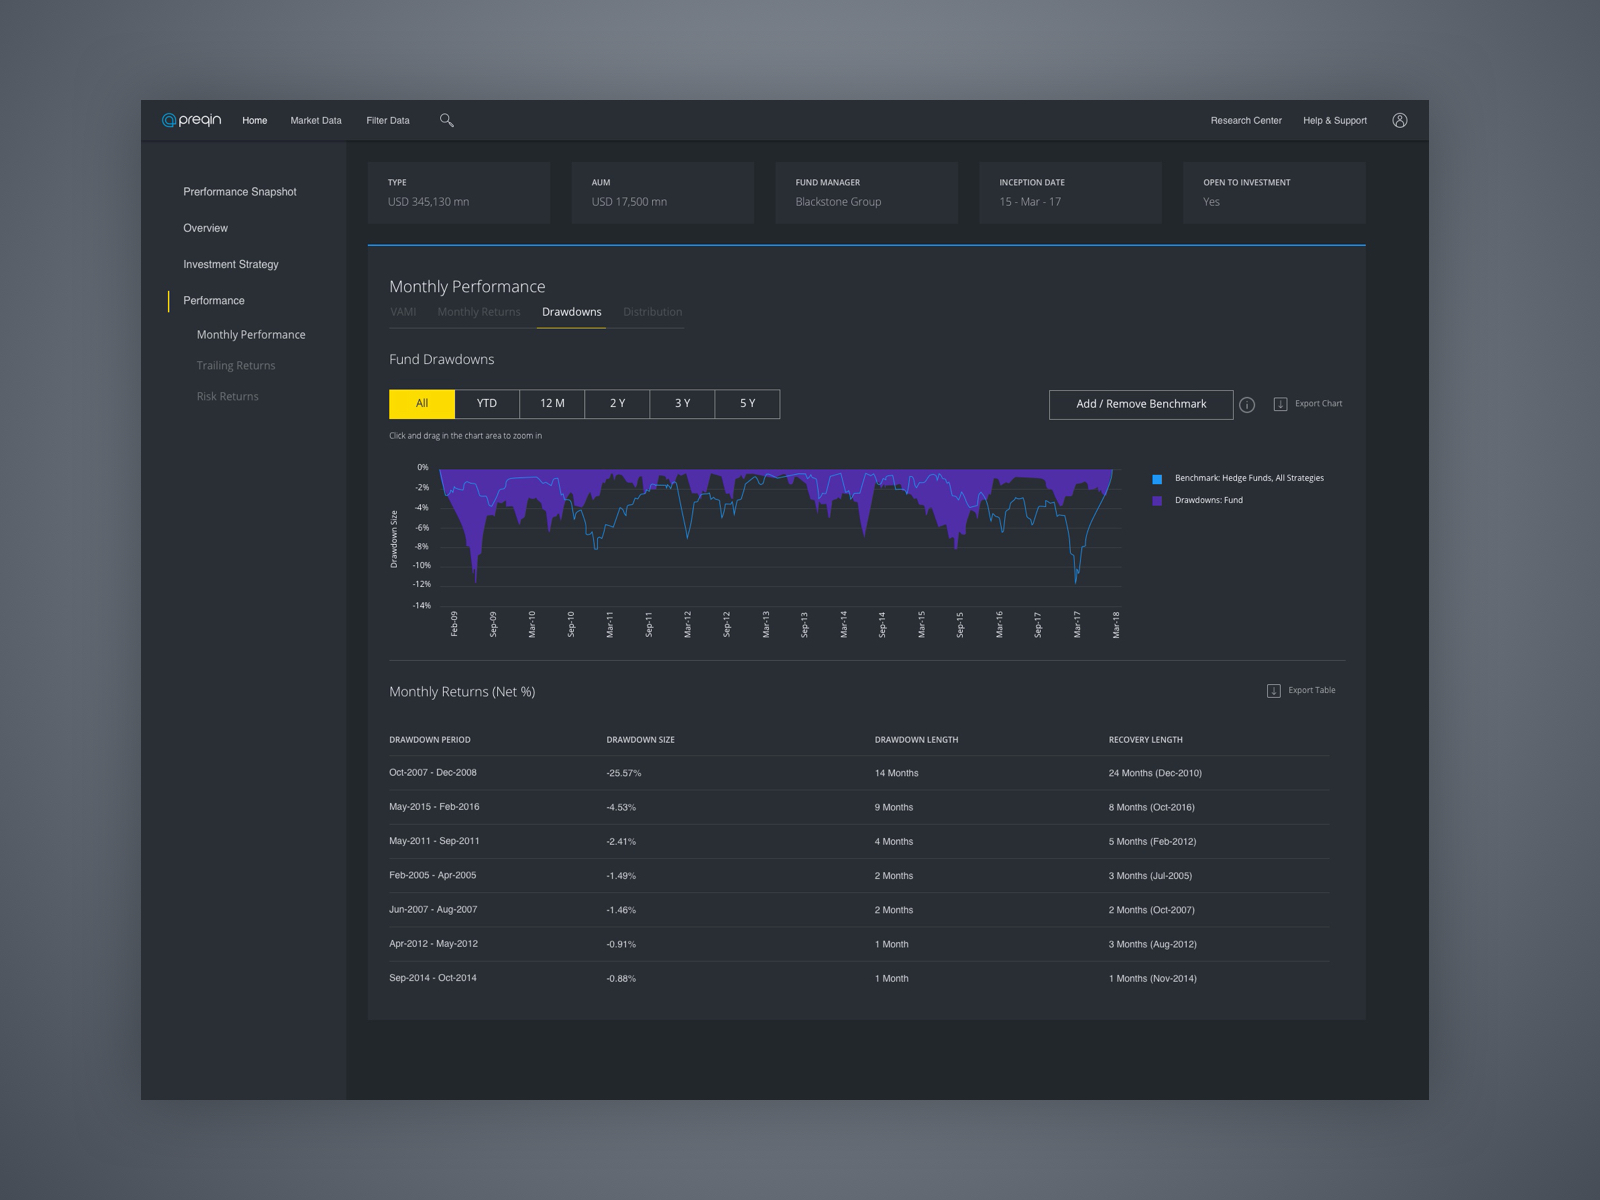 preqin Home Market Data Filter Data Research Center Help & Support
Prerformance Snapshot
Overview
Investment Strategy
Performance
Monthly Performance
Trailing Returns
Risk Returns
TYPE AUM FUND MANAGER INCEPTION DATE OPEN TO INVESTMENT
USD 345,130 mn USD 17,500 mn Blackstone Group 15 - Mar - 17 Yes
Monthly Performance
VAMI Monthly Returns Drawdowns Distribution
Fund Drawdowns
All YTD 12 M 2 Y 3 Y 5 Y Add / Remove Benchmark i Export Chart
Click and drag in the chart area to zoom in
Drawdown Size
0%
-2%
-4%
-6%
-8%
-10%
-12%
-14%
Feb-09 Sep-09 Mar-10 Sep-10 Mar-11 Sep-11 Mar-12 Sep-12 Mar-13 Sep-13 Mar-14 Sep-14 Mar-15 Sep-15 Mar-16 Sep-17 Mar-17 Mar-18
Benchmark: Hedge Funds, All Strategies
Drawdowns: Fund
Monthly Returns (Net %) Export Table
DRAWDOWN PERIOD DRAWDOWN SIZE DRAWDOWN LENGTH RECOVERY LENGTH
Oct-2007 - Dec-2008 -25.57% 14 Months 24 Months (Dec-2010)
May-2015 - Feb-2016 -4.53% 9 Months 8 Months (Oct-2016)
May-2011 - Sep-2011 -2.41% 4 Months 5 Months (Feb-2012)
Feb-2005 - Apr-2005 -1.49% 2 Months 3 Months (Jul-2005)
Jun-2007 - Aug-2007 -1.46% 2 Months 2 Months (Oct-2007)
Apr-2012 - May-2012 -0.91% 1 Month 3 Months (Aug-2012)
Sep-2014 - Oct-2014 -0.88% 1 Month 1 Months (Nov-2014)